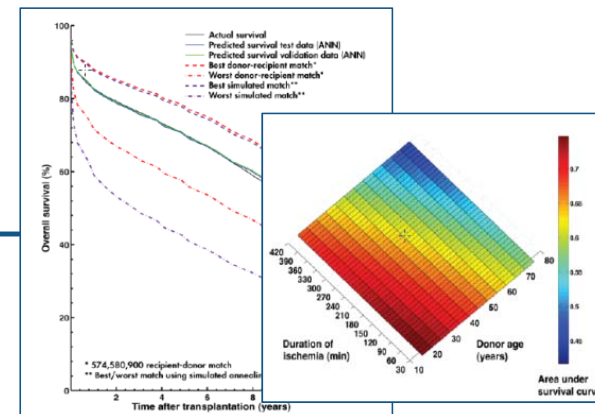 Actual survival
Predicted survival test data (ANN)
Predicted survival validation data (ANN)
Best donor-recipient match*
Worst donor-recipient match*
Best simulated match**
Worst simulated match**
Overall survival (%)
100
80
60
40
20
0
2
4
6
8
Time after transplantation (years)
* 574,580,900 recipient-donor match
** Best/worst match using simulated annealin
420
390
360
330
300
270
240
210
180
150
120
90
60
30
Duration of
ischemia (min)
10
20
30
40
50
60
70
80
Donor age
(years)
0.7
0.65
0.6
0.55
0.5
0.45
Area under
survival curv